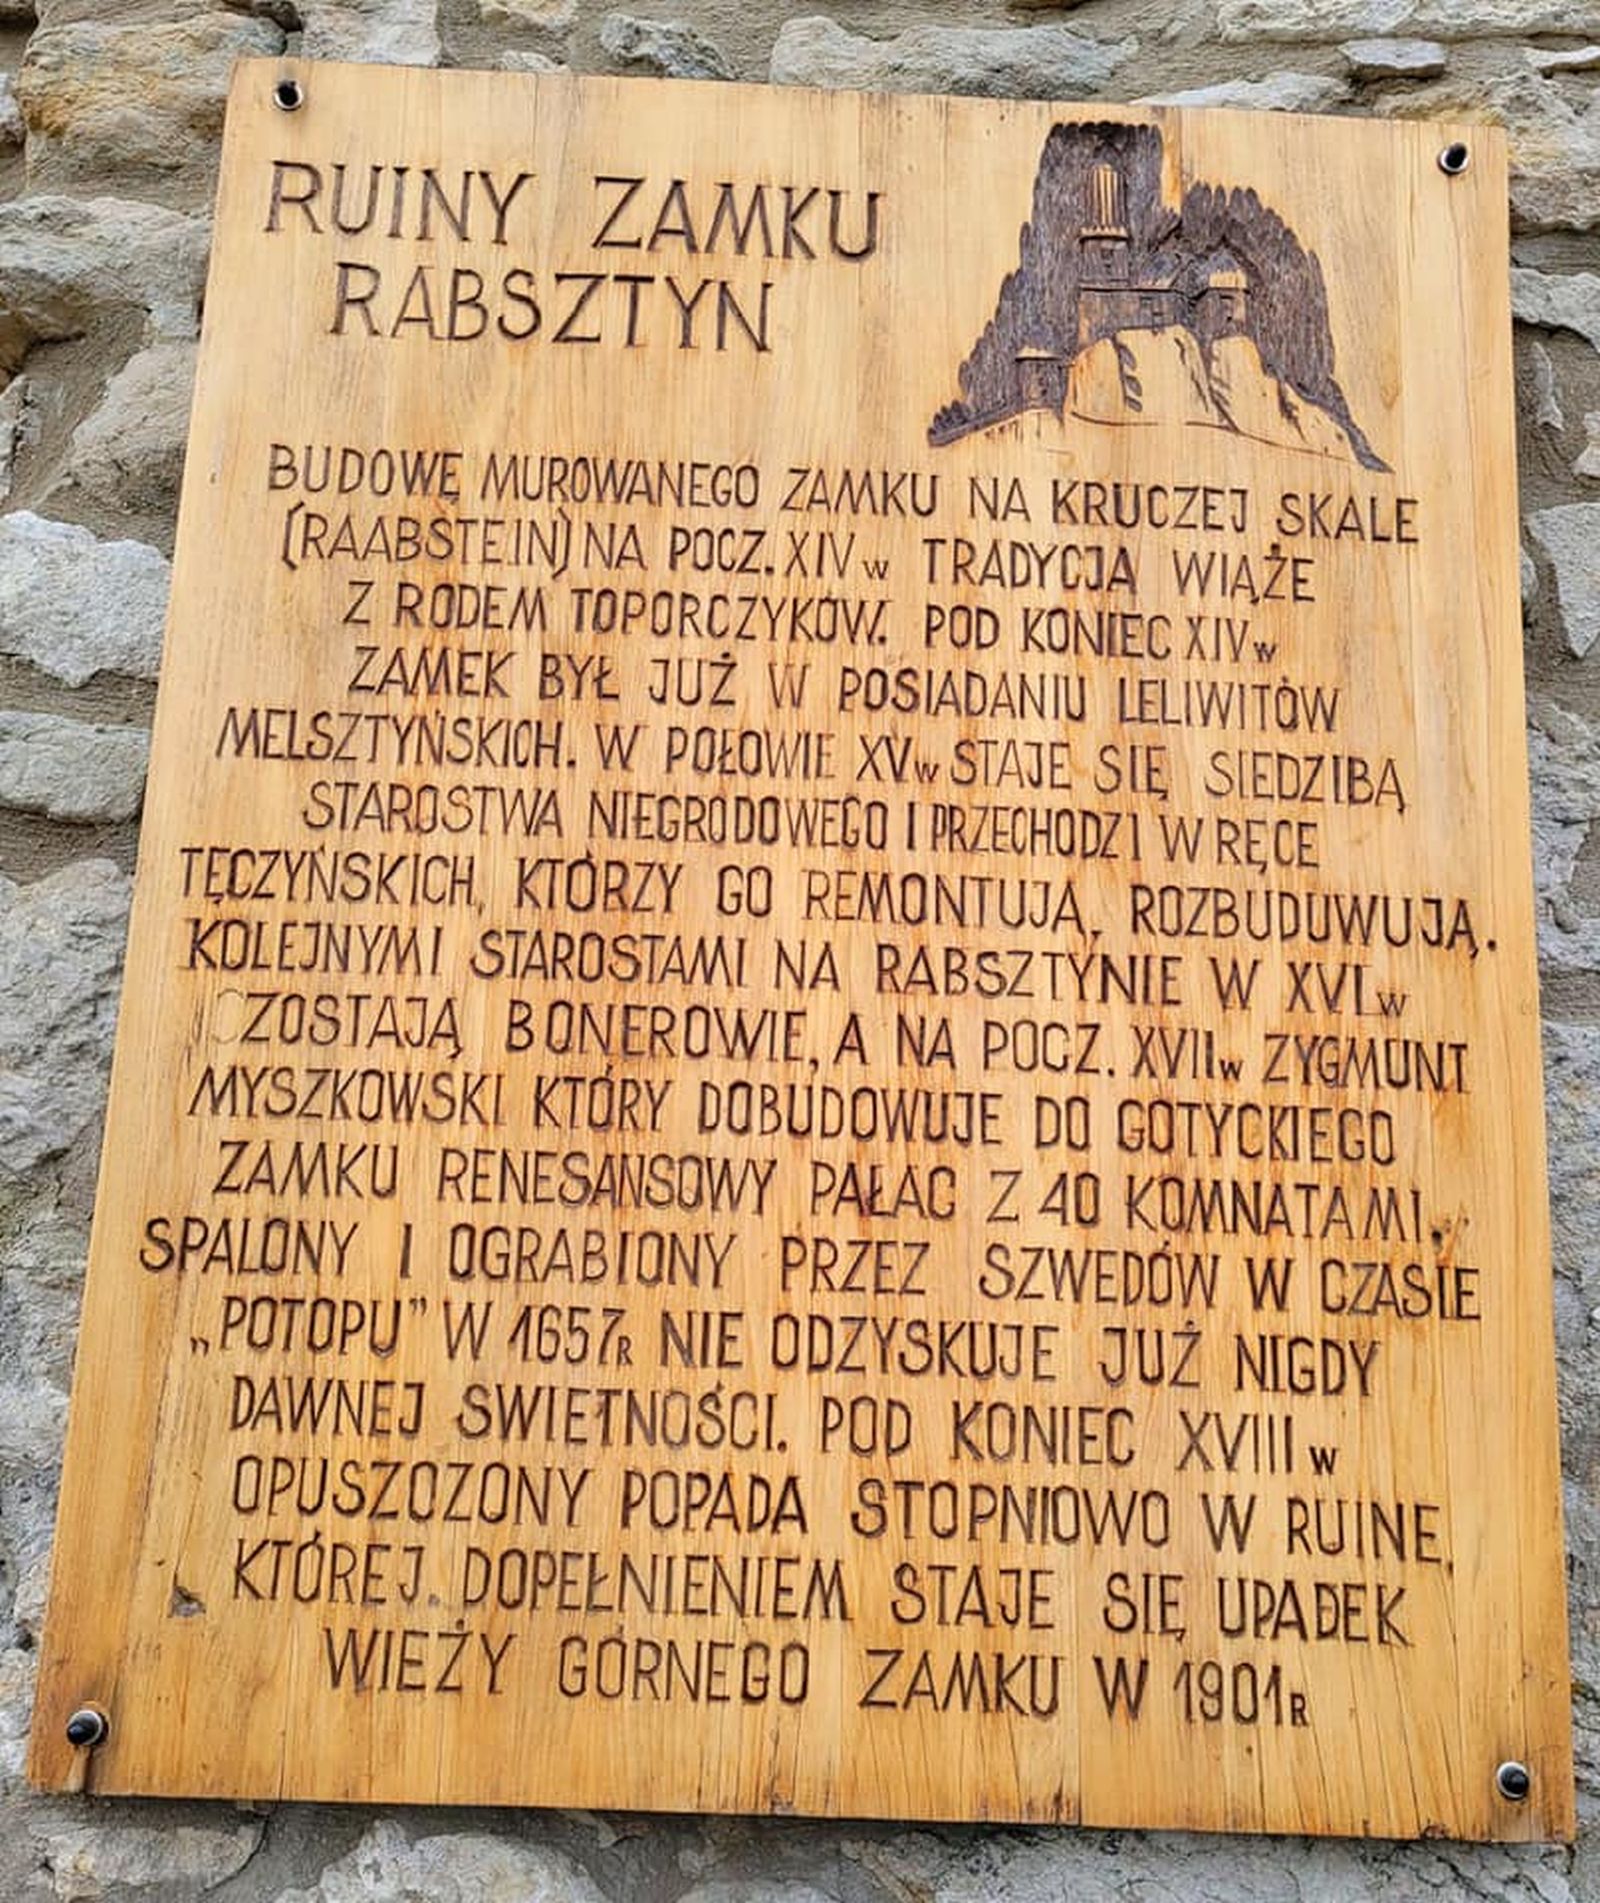 RUINY ZAMKU
RABSZTYN
BUDOWĘ MUROWANEGO ZAMKU NA KRUCZEJ SKALE
(RAABSTEIN) NA POCZ. XIV w TRADYCJA WIĄŻE
Z RODEM TOPORCZYKÓW. POD KONIEC XIV w
ZAMEK BYŁ JUŻ W POSIADANIU LELIWITÓW
MELSZTYŃSKICH. W POŁOWIE XV w STAJE SIĘ SIEDZIBĄ
STAROSTWA NIEGRODOWEGO I PRZECHODZI W RĘCE
TĘCZYŃSKICH, KTÓRZY GO REMONTUJĄ, ROZBUDUWUJĄ.
KOLEJNYMI STAROSTAMI NA RABSZTYNIE W XVI w
ZOSTAJĄ BONEROWIE, A NA POCZ. XVII w ZYGMUNT
MYSZKOWSKI KTÓRY DOBUDOWUJE DO GOTYCKIEGO
ZAMKU RENESANSOWY PAŁAC Z 40 KOMNATAMI.
SPALONY I OGRABIONY PRZEZ SZWEDÓW W CZASIE
„POTOPU” W 1657 R NIE ODZYSKUJE JUŻ NIGDY
DAWNEJ SWIETNOŚCI. POD KONIEC XVIII w
OPUSZCZONY POPADA STOPNIOWO W RUINĘ,
KTÓREJ DOPEŁNIENIEM STAJE SIĘ UPADEK
WIEŻY GÓRNEGO ZAMKU W 1901 R